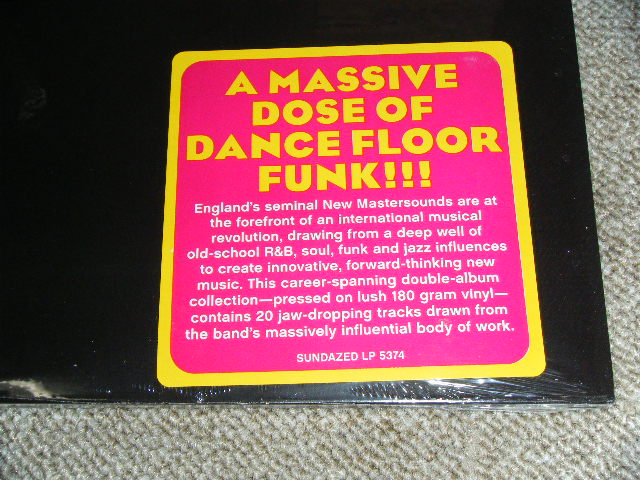 A MASSIVE
DOSE OF
DANCE FLOOR
FUNK!!!
England's seminal New Mastersounds are at
the forefront of an international musical
revolution, drawing from a deep well of
old-school R&B, soul, funk and jazz influences
to create innovative, forward-thinking new
music. This career-spanning double-album
collection—pressed on lush 180 gram vinyl—
contains 20 jaw-dropping tracks drawn from
the band's massively influential body of work.
SUNDAZED LP 5374